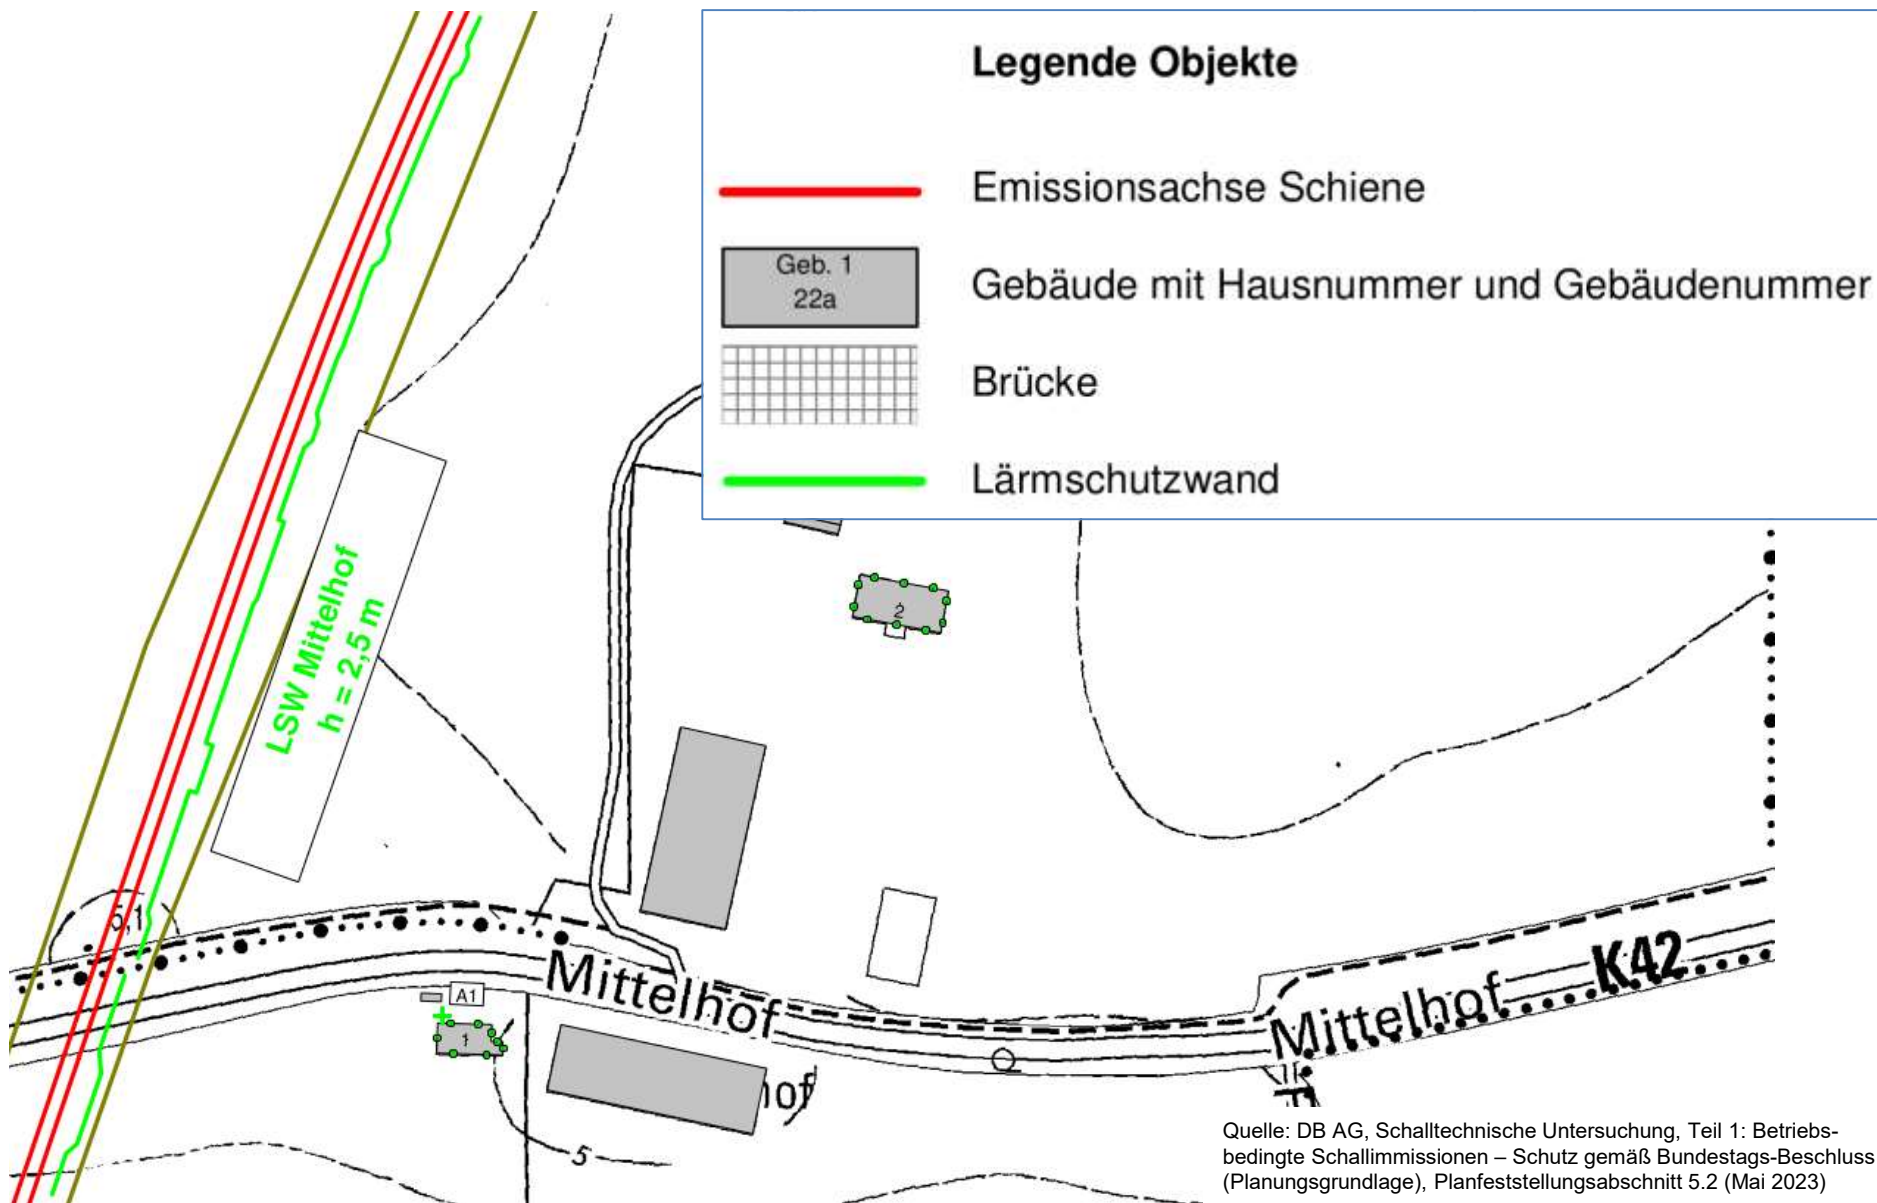 Legende Objekte
Emissionsachse Schiene
Geb. 1
22a
Gebäude mit Hausnummer und Gebäudenummer
Brücke
Lärmschutzwand
LSW Mittelhof
h = 2,5 m
2
5,1
A1
1
Mittelhof
Mittelhof
K42
hof
5
Quelle: DB AG, Schalltechnische Untersuchung, Teil 1: Betriebs-
bedingte Schallimmissionen – Schutz gemäß Bundestags-Beschluss
(Planungsgrundlage), Planfeststellungsabschnitt 5.2 (Mai 2023)